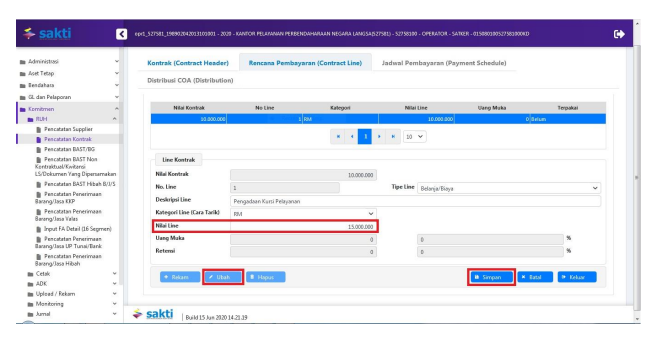 sakti
opr1_527581_198902042013101001 - 2020 - KANTOR PELAYANAN PERBENDAHARAAN NEGARA LANGSA(527581) - 52758100 - OPERATOR - SATKER - 015080100527581000KD
Administrasi
Aset Tetap
Bendahara
GL dan Pelaporan
Komitmen
RUH
Pencatatan Supplier
Pencatatan Kontrak
Pencatatan BAST/BG
Pencatatan BAST Non
Kontraktual/Kwitansi
LS/Dokumen Yang Dipersamakan
Pencatatan BAST Hibah B/J/S
Pencatatan Penerimaan
Barang/Jasa KKP
Pencatatan Penerimaan
Barang/Jasa Valas
Input FA Detail (16 Segmen)
Pencatatan Penerimaan
Barang/Jasa UP Tunai/Bank
Pencatatan Penerimaan
Barang/Jasa Hibah
Cetak
ADK
Upload / Rekam
Monitoring
Jurnal
Kontrak (Contract Header) Rencana Pembayaran (Contract Line) Jadwal Pembayaran (Payment Schedule)
Distribusi COA (Distribution)
Nilai Kontrak No Line Kategori Nilai Line Uang Muka Terpakai
10.000.000 1 RM 10.000.000 0 Belum
1 10
Line Kontrak
Nilai Kontrak 10.000.000
No. Line 1 Tipe Line Belanja/Biaya
Deskripsi Line Pengadaan Kursi Pelayanan
Kategori Line (Cara Tarik) RM
Nilai Line 15.000.000
Uang Muka 0 0 %
Retensi 0 0 %
Rekam Ubah Hapus Simpan Batal Keluar
sakti | Build 15 Jun 2020 14.21.19